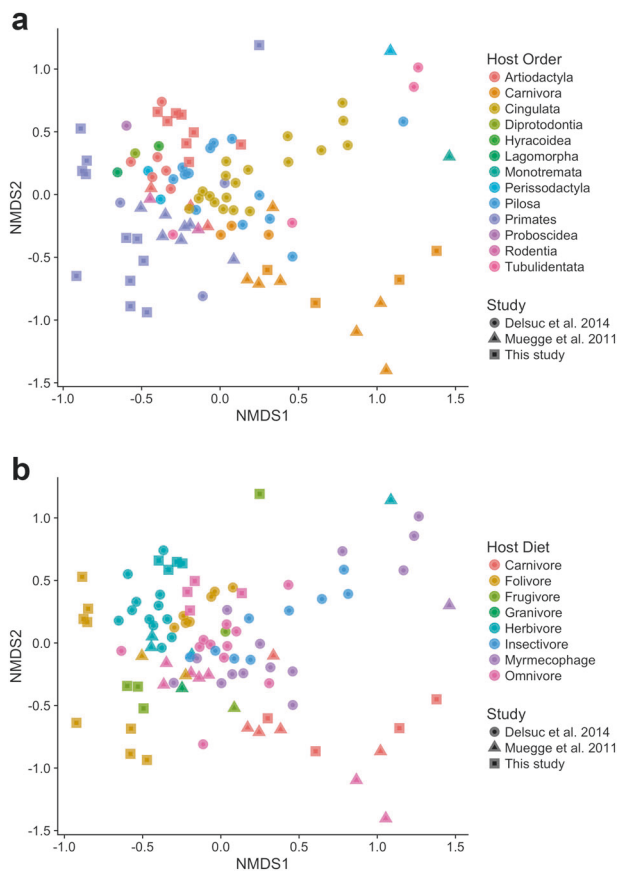 a
Host Order
Artiodactyla
Carnivora
Cingulata
Diprotodontia
Hyracoidea
Lagomorpha
Monotremata
Perissodactyla
Pilosa
Primates
Proboscidea
Rodentia
Tubulidentata
Study
Delsuc et al. 2014
Muegge et al. 2011
This study
NMDS2
1.0
0.5
0.0
-0.5
-1.0
-1.5
-1.0
-0.5
0.0
0.5
1.0
1.5
NMDS1
b
Host Diet
Carnivore
Folivore
Frugivore
Granivore
Herbivore
Insectivore
Myrmecophage
Omnivore
Study
Delsuc et al. 2014
Muegge et al. 2011
This study
NMDS2
1.0
0.5
0.0
-0.5
-1.0
-1.5
-1.0
-0.5
0.0
0.5
1.0
1.5
NMDS1